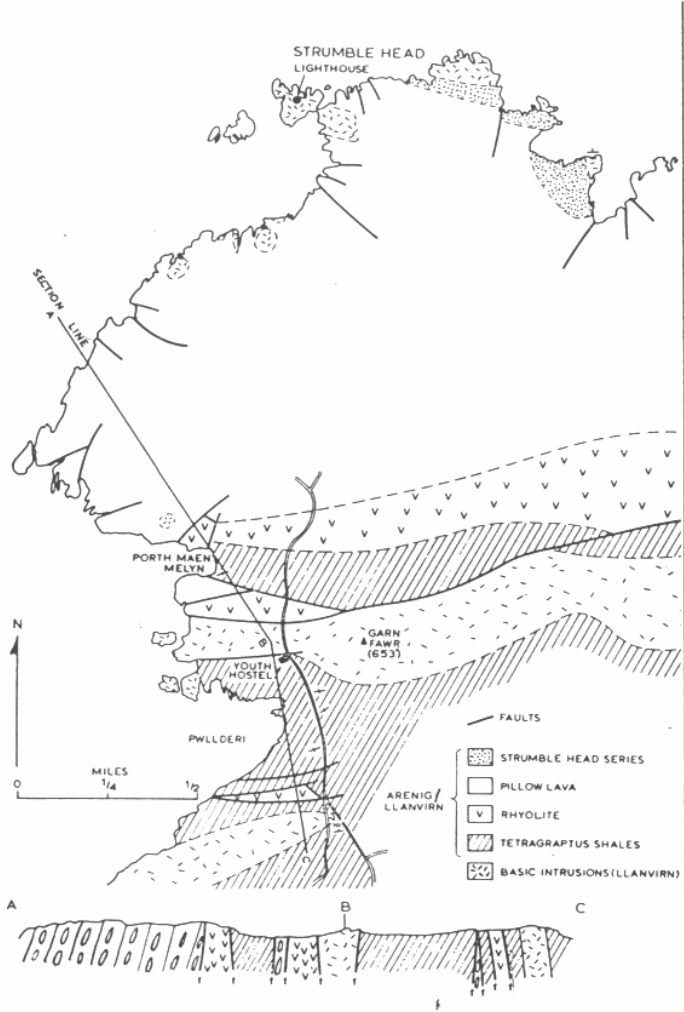 STRUMBLE HEAD
LIGHTHOUSE
SECTION LINE
A
PORTH MAEN
MELYN
N
B
GARN
FAWR
(653')
YOUTH
HOSTEL
PWLLDERI
MILES
0 1/4 1/2
C
FAULTS
STRUMBLE HEAD SERIES
PILLOW LAVA
ARENIG/
LLANVIRN
RHYOLITE
TETRAGRAPTUS SHALES
BASIC INTRUSIONS (LLANVIRN)
A B C